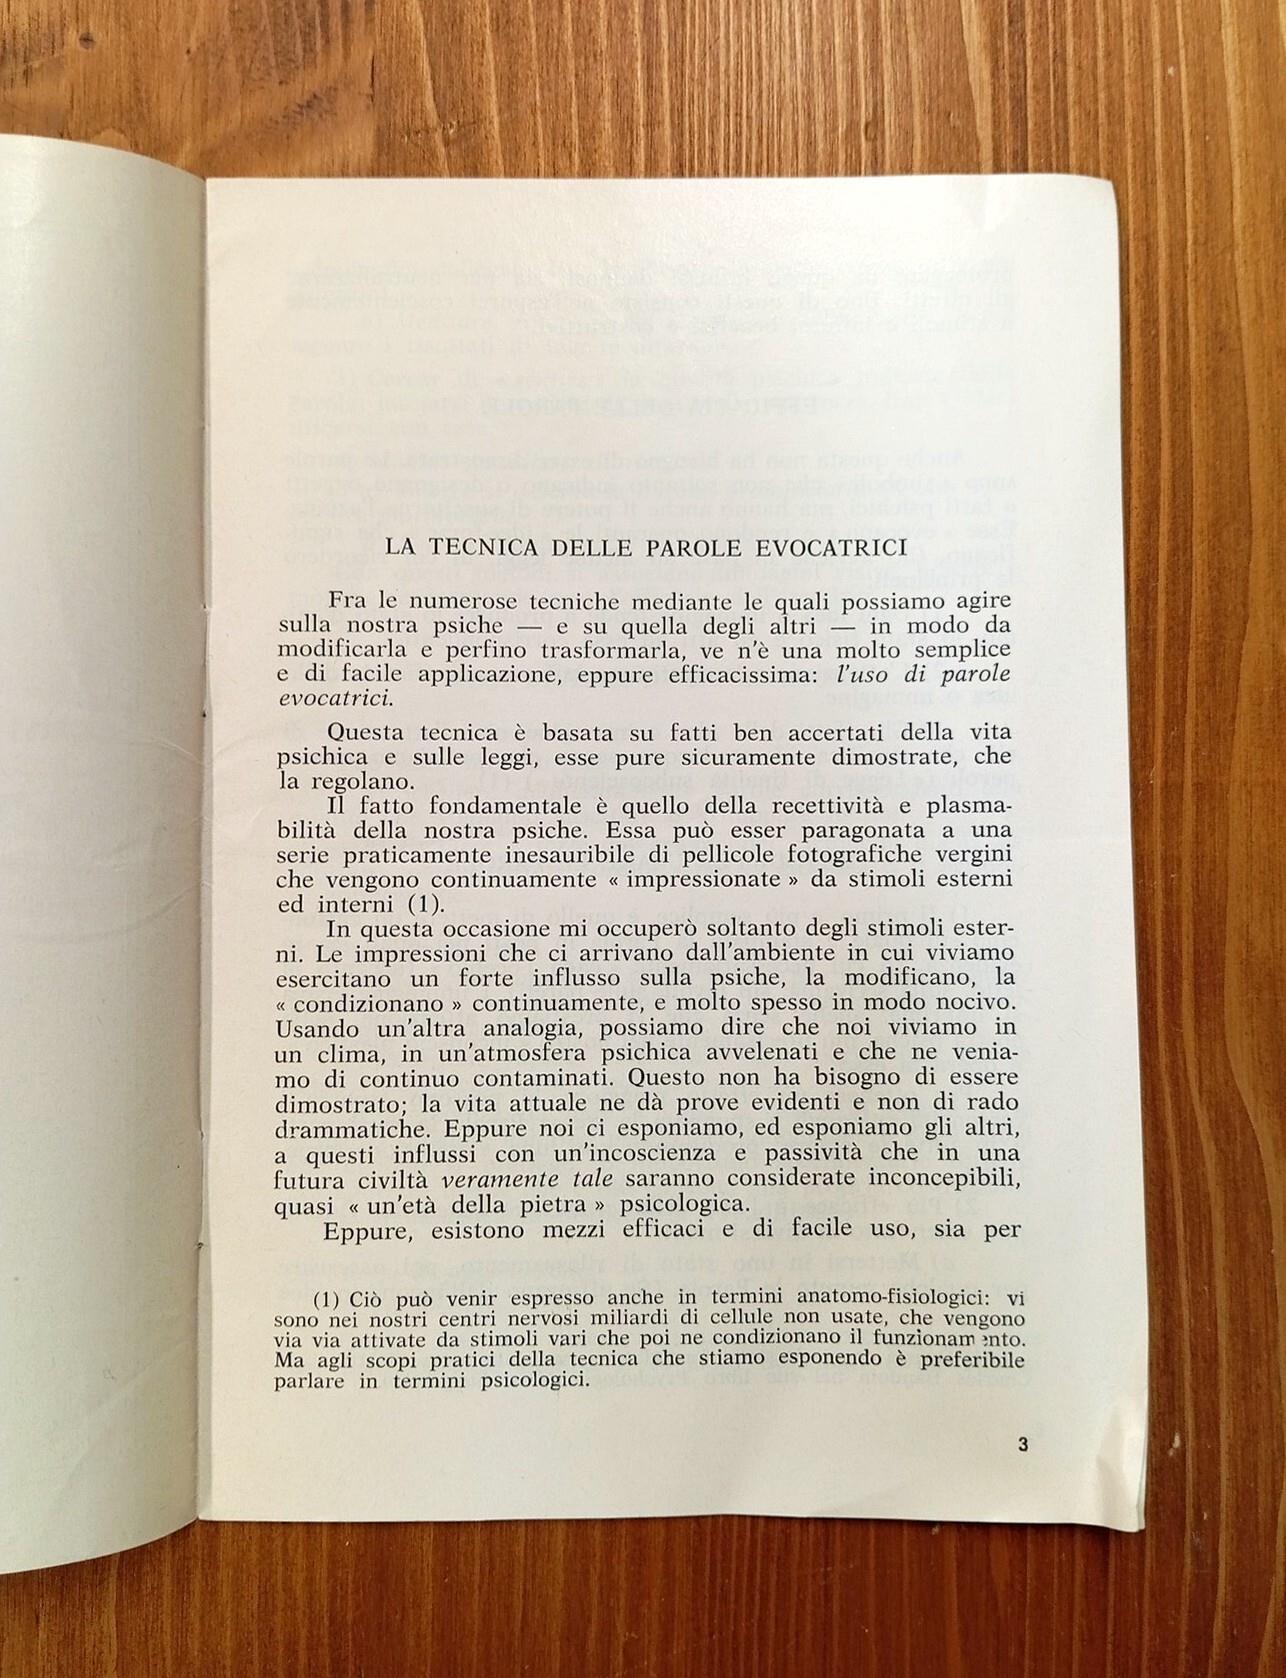 LA TECNICA DELLE PAROLE EVOCATRICI
Fra le numerose tecniche mediante le quali possiamo agire
sulla nostra psiche — e su quella degli altri — in modo da
modificarla e perfino trasformarla, ve n'è una molto semplice
e di facile applicazione, eppure efficacissima: l'uso di parole
evocatrici.
Questa tecnica è basata su fatti ben accertati della vita
psichica e sulle leggi, esse pure sicuramente dimostrate, che
la regolano.
Il fatto fondamentale è quello della recettività e plasma-
bilità della nostra psiche. Essa può esser paragonata a una
serie praticamente inesauribile di pellicole fotografiche vergini
che vengono continuamente « impressionate » da stimoli esterni
ed interni (1).
In questa occasione mi occuperò soltanto degli stimoli ester-
ni. Le impressioni che ci arrivano dall'ambiente in cui viviamo
esercitano un forte influsso sulla psiche, la modificano, la
« condizionano » continuamente, e molto spesso in modo nocivo.
Usando un'altra analogia, possiamo dire che noi viviamo in
un clima, in un'atmosfera psichica avvelenati e che ne venia-
mo di continuo contaminati. Questo non ha bisogno di essere
dimostrato; la vita attuale ne dà prove evidenti e non di rado
drammatiche. Eppure noi ci esponiamo, ed esponiamo gli altri,
a questi influssi con un'incoscienza e passività che in una
futura civiltà veramente tale saranno considerate inconcepibili,
quasi « un'età della pietra » psicologica.
Eppure, esistono mezzi efficaci e di facile uso, sia per
(1) Ciò può venir espresso anche in termini anatomo-fisiologici: vi
sono nei nostri centri nervosi miliardi di cellule non usate, che vengono
via via attivate da stimoli vari che poi ne condizionano il funzionamento.
Ma agli scopi pratici della tecnica che stiamo esponendo è preferibile
parlare in termini psicologici.
3